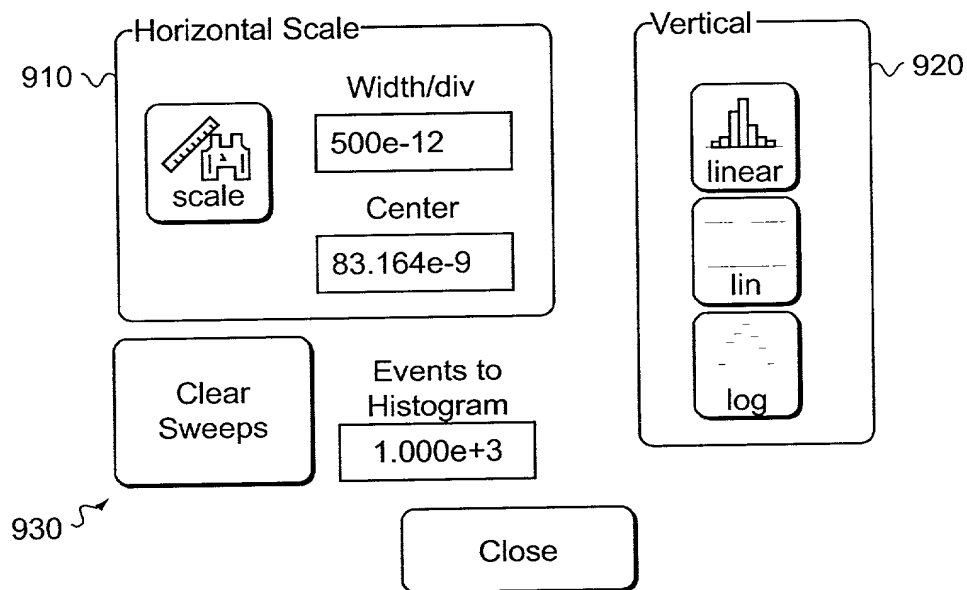 Horizontal Scale
910
scale
Width/div
500e-12
Center
83.164e-9
Vertical
920
linear
lin
log
Clear
Sweeps
Events to
Histogram
1.000e+3
930
Close